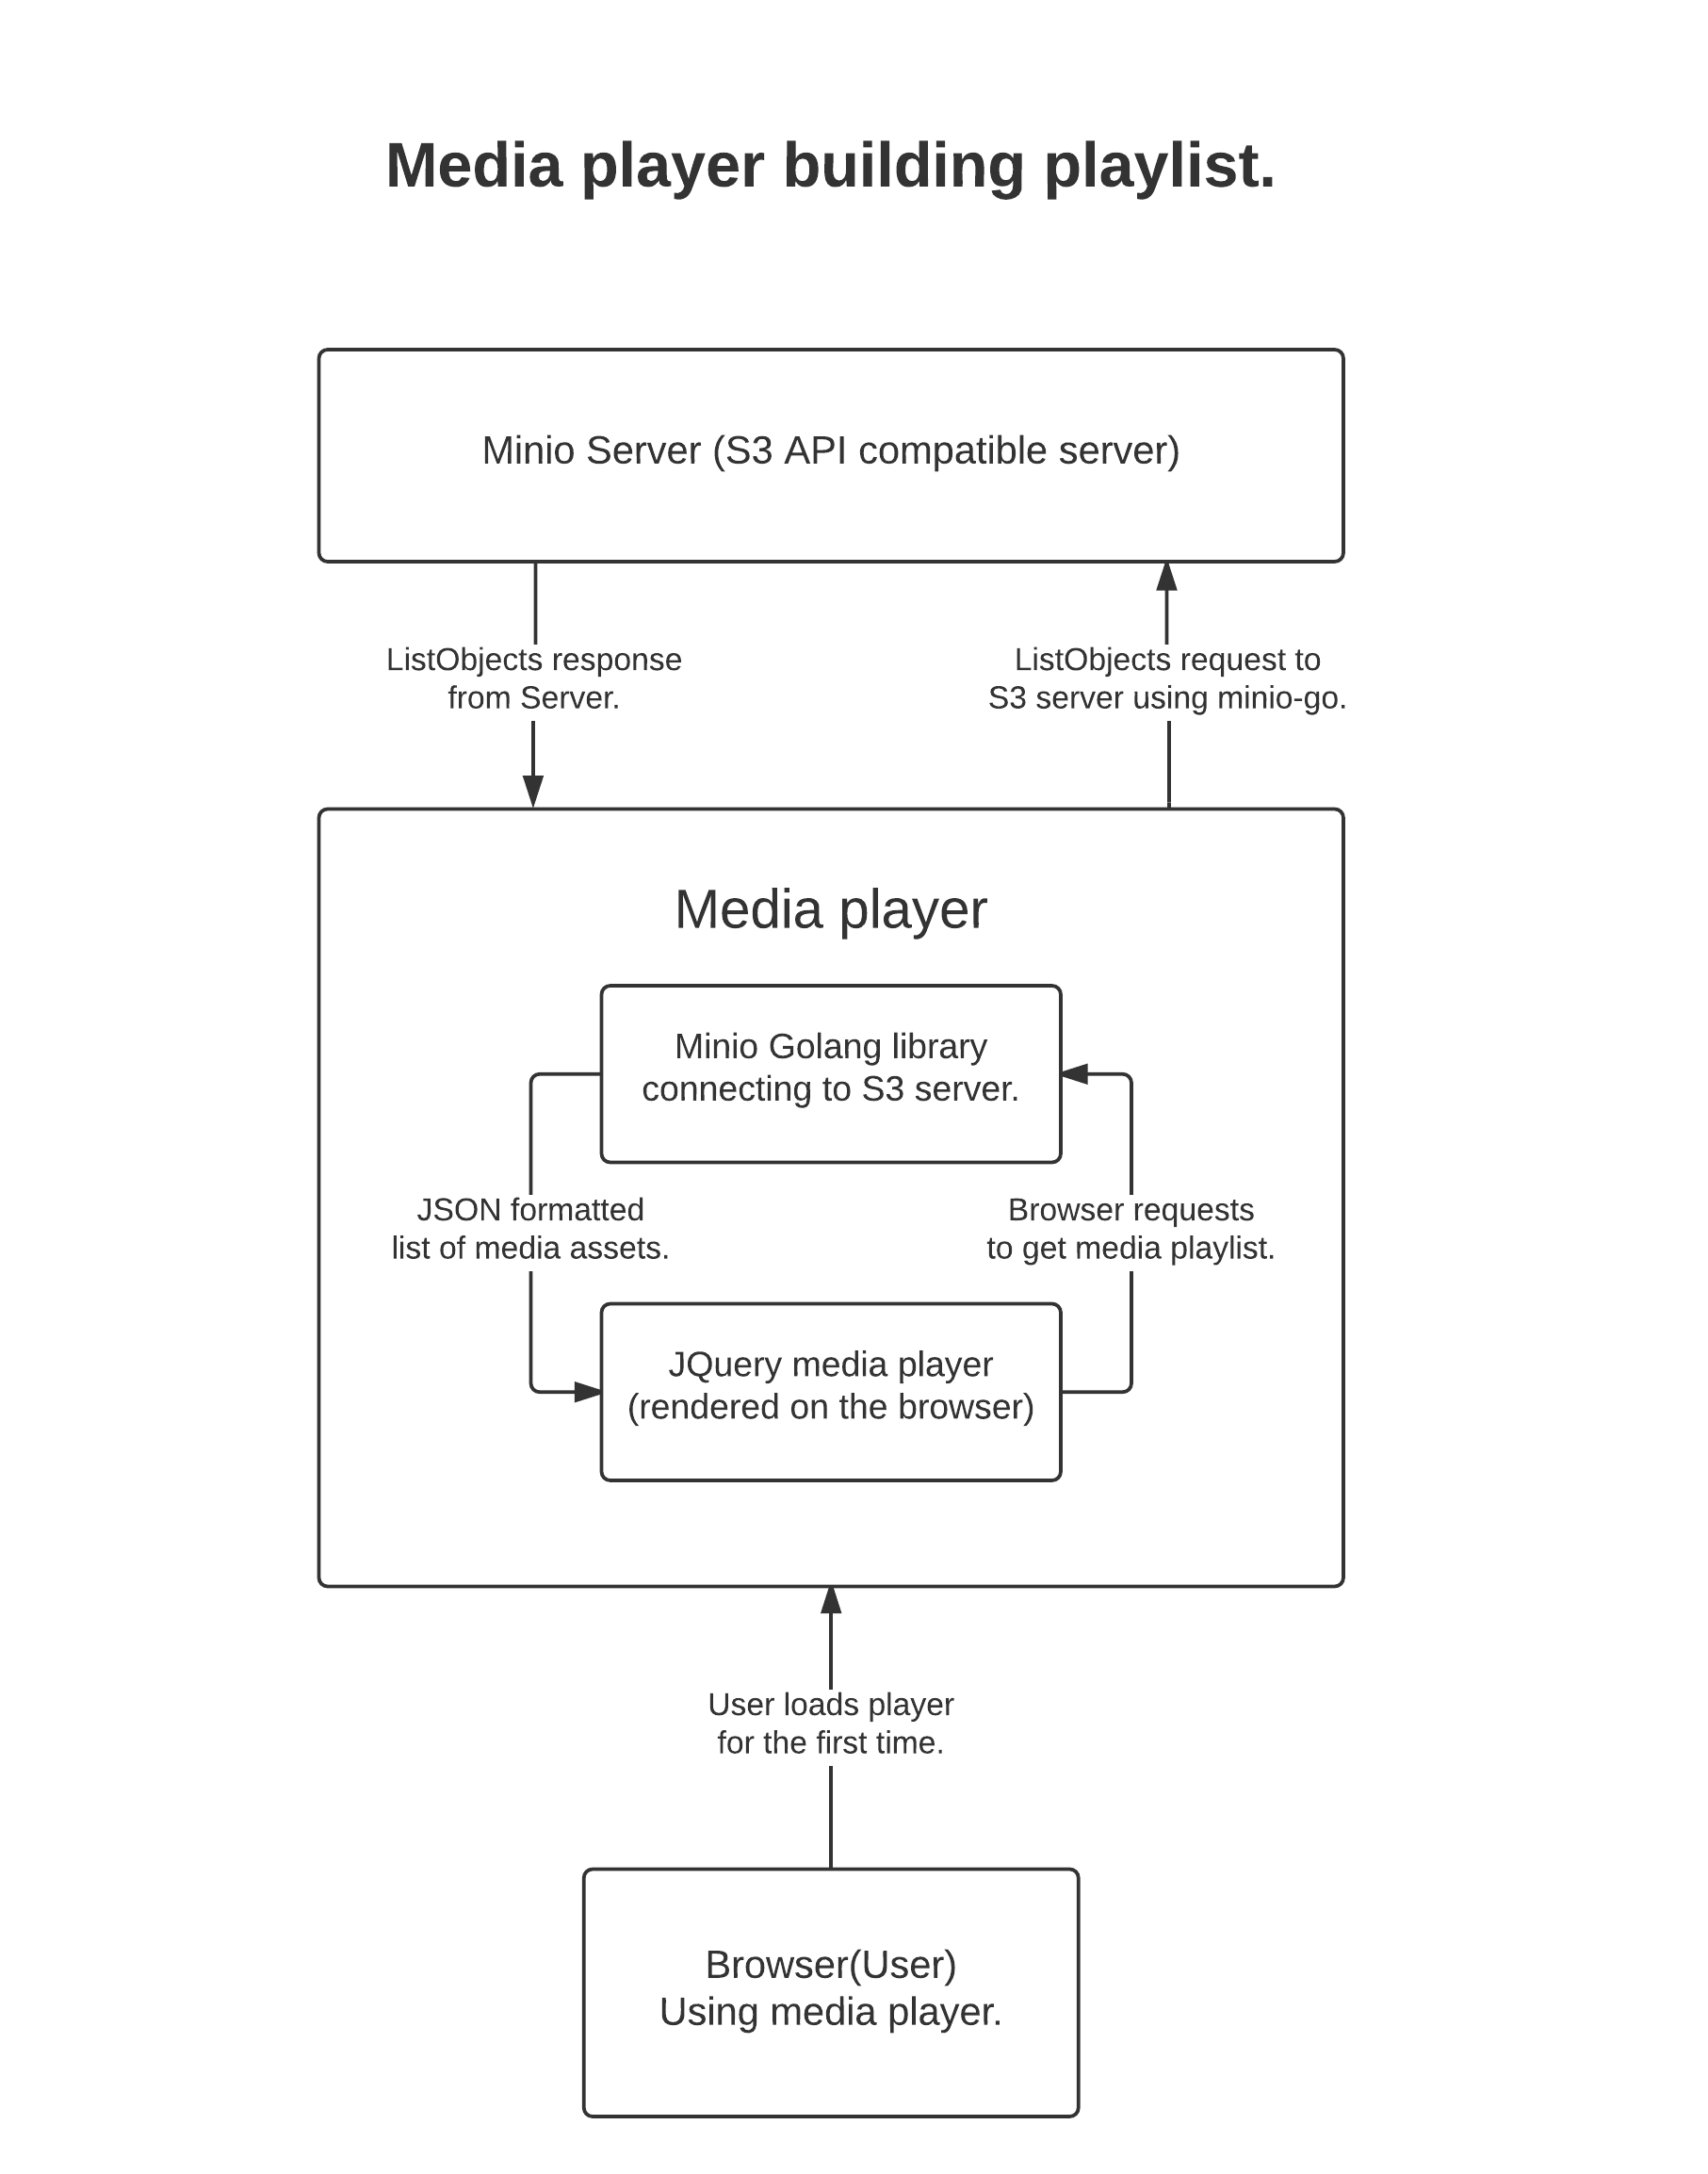 Media player building playlist.
Minio Server (S3 API compatible server)
ListObjects response
from Server.
ListObjects request to
S3 server using minio-go.
Media player
Minio Golang library
connecting to S3 server.
JSON formatted
list of media assets.
Browser requests
to get media playlist.
JQuery media player
(rendered on the browser)
User loads player
for the first time.
Browser(User)
Using media player.